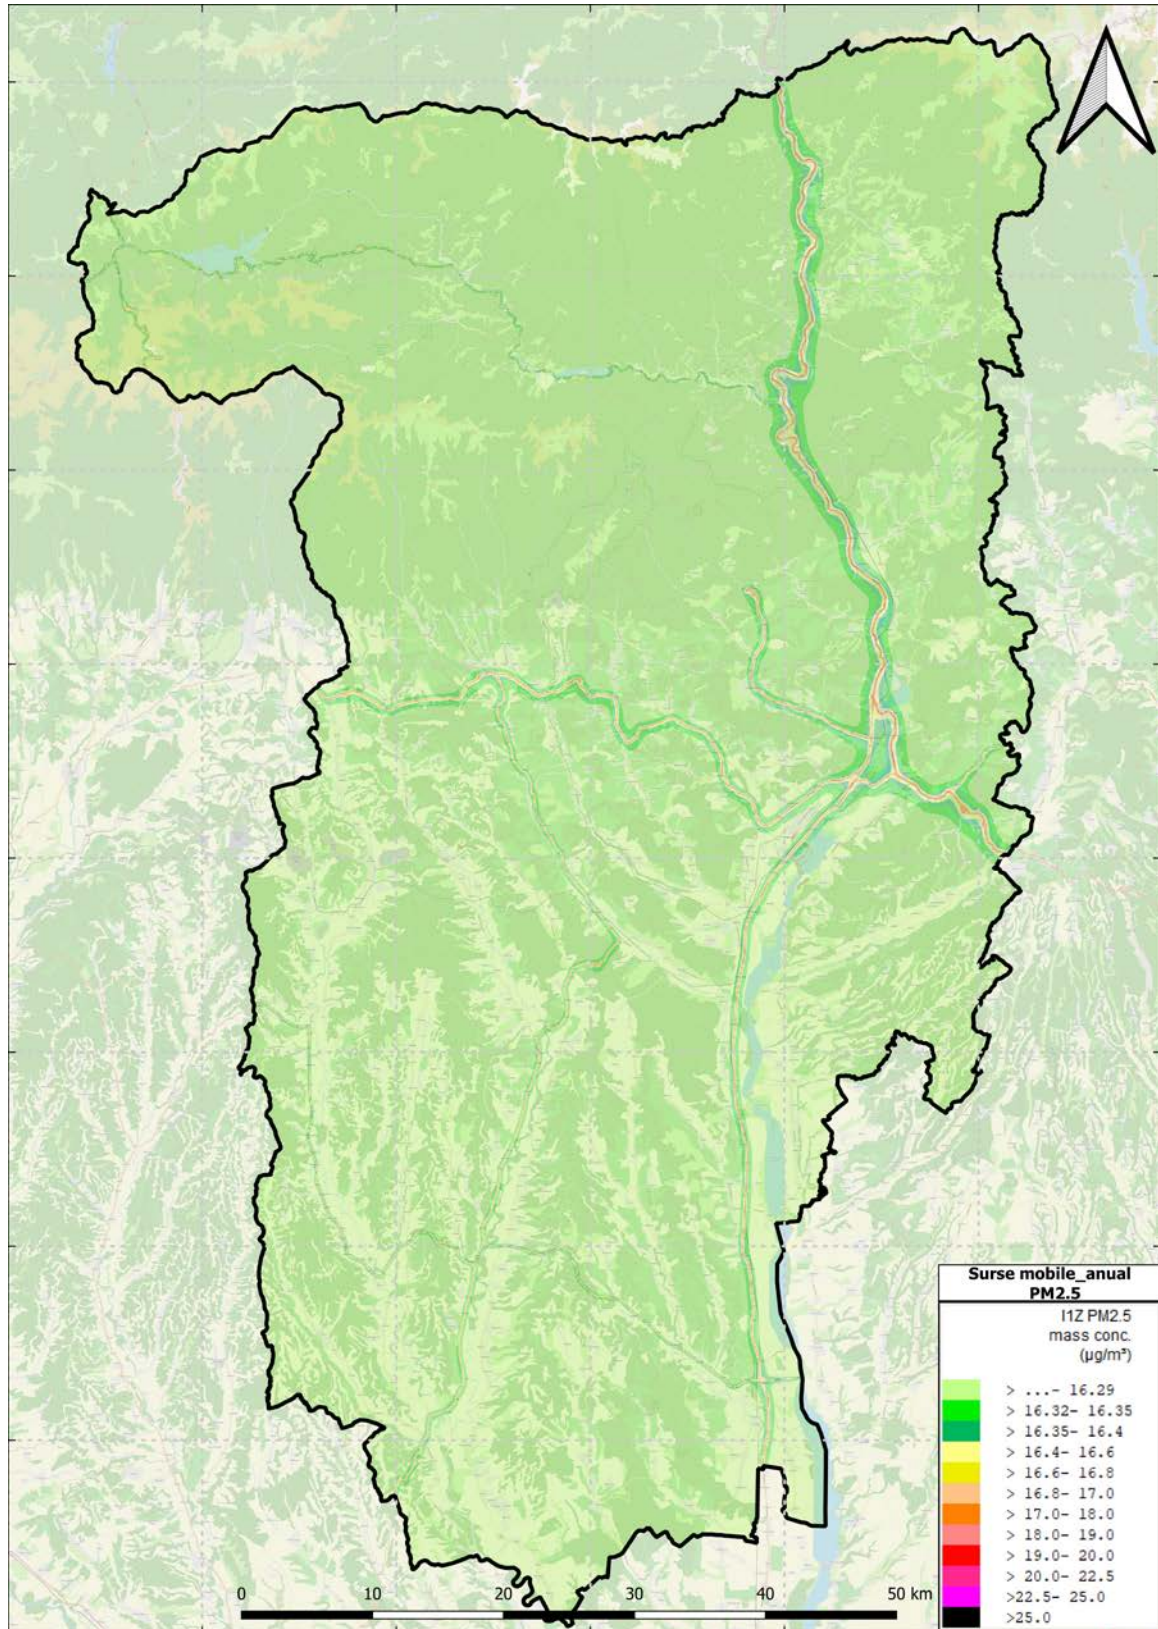 Surse mobile_anual
PM2.5
I1Z PM2.5
mass conc.
(µg/m³)
> ...- 16.29
> 16.32- 16.35
> 16.35- 16.4
> 16.4- 16.6
> 16.6- 16.8
> 16.8- 17.0
> 17.0- 18.0
> 18.0- 19.0
> 19.0- 20.0
> 20.0- 22.5
>22.5- 25.0
>25.0
0 10 20 30 40 50 km